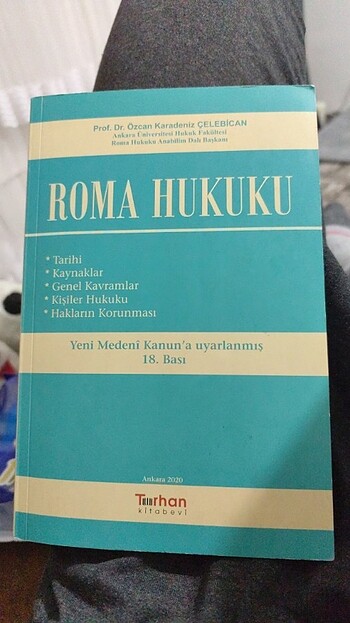 Prof. Dr. Özcan Karadeniz ÇELEBİCAN
Ankara Üniversitesi Hukuk Fakültesi
Roma Hukuku Anabilim Dalı Başkanı
ROMA HUKUKU
* Tarihi
* Kaynaklar
* Genel Kavramlar
* Kişiler Hukuku
* Hakların Korunması
Yeni Medenî Kanun'a uyarlanmış
18. Bası
Ankara 2020
Turhan
kitabevi